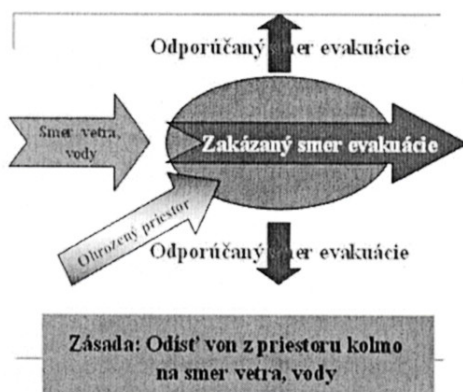 Odporúčaný smer evakuácie
Smer vetra,
vody
Zakázaný smer evakuácie
Ohrozený priestor
Odporúčaný smer evakuácie
Zásada: Odísť von z priestoru kolmo
na smer vetra, vody